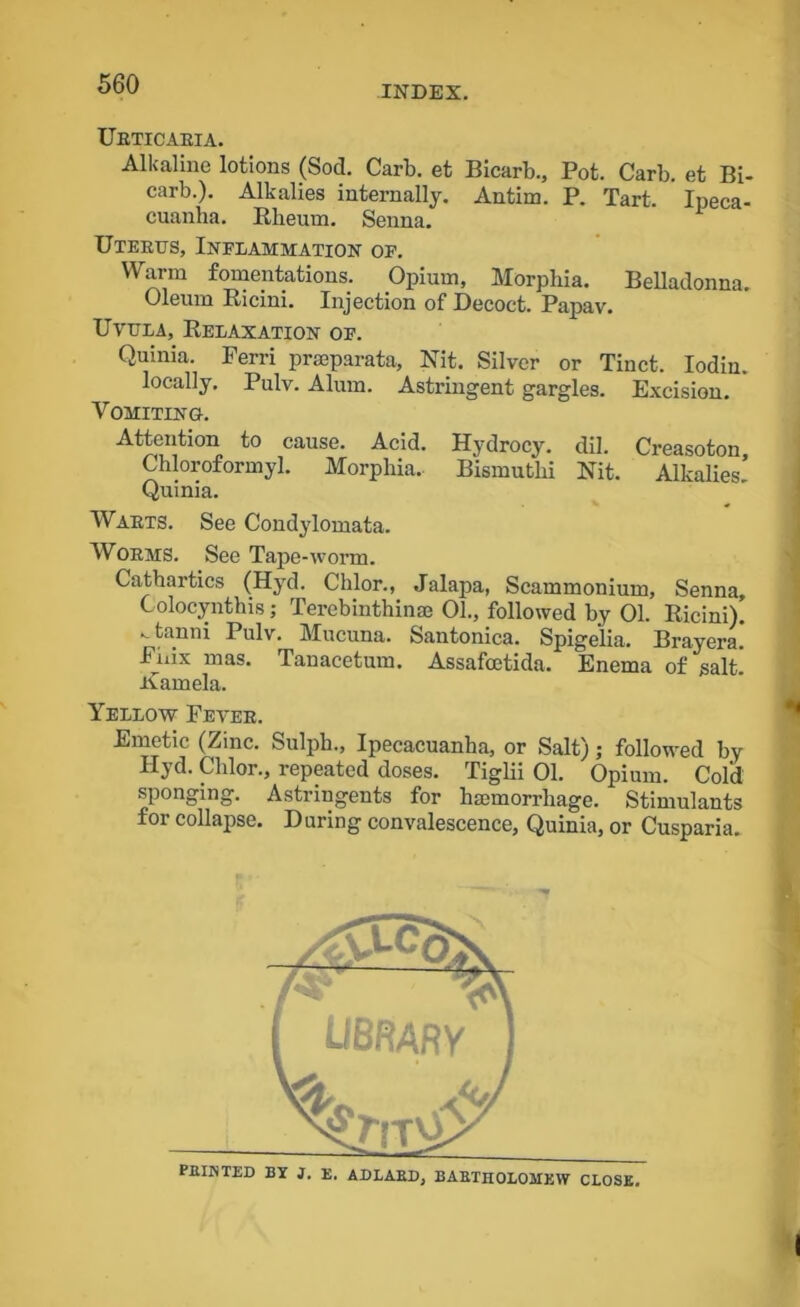 560
INDEX.
URTICARIA.
Alkaline lotions (Sod. Carb. et Bicarb., Pot. Carb. et Bi-
carb.). Alkalies internally. Antim. P. Tart. Ipeca-
cuanha. Rheum. Senna.
UTERUS, INFLAMMATION OF.
Warm fomentations. Opium, Morphia. Belladonna.
Oleum Ricini. Injection of Decoct. Papav.
UVULA, RELAXATION OF.
Quinia. Ferri præparata, Nit. Silver or Tinct. Iodin.
locally. Pulv. Alum. Astringent gargles. Excision.
VOMITING.
Attention to cause. Acid. Hydrocy. dil. Creasoton,
Chloroformyl. Morphia. Bismuthi Nit. Alkalies.
Quinia.
WARTS. See Condylomata.
WORMS. See Tape-worm.
Cathartics (Hyd. Chlor., Jalapa, Scammonium, Senna,
Colocynthis; Terebinthinæ Ol., followed by Ol. Ricini).
tanni Pulv. Mucuna. Santonica. Spigelia. Brayera.
Filix mas. Tanacetum. Assafœtida. Enema of salt.
Kamela.
YELLOW FEVER.
Emetic (Zinc. Sulph., Ipecacuanha, or Salt); followed by
Hyd. Chlor., repeated doses. Tiglii Ol. Opium. Cold
sponging. Astringents for hæmorrhage. Stimulants
for collapse. During convalescence, Quinia, or Cusparia.
LIBRARY
PRINTED BY J. E. ADLARD, BARTHOLOMEW CLOSE.